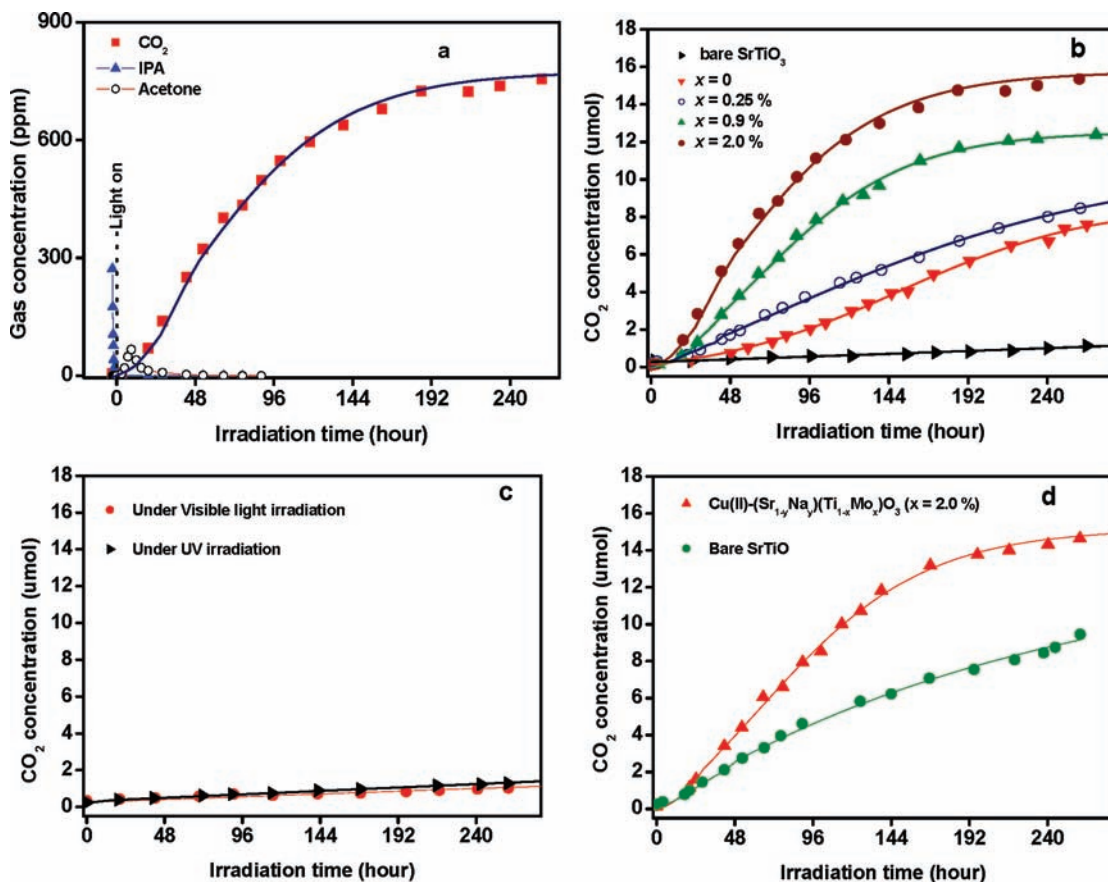 a
900
600
300
0
Gas concentration (ppm)
CO2
IPA
Acetone
Light on
0 48 96 144 192 240
Irradiation time (hour)
b
18
16
14
12
10
8
6
4
2
0
CO2 concentration (umol)
bare SrTiO3
x = 0
x = 0.25 %
x = 0.9 %
x = 2.0 %
0 48 96 144 192 240
Irradiation time (hour)
c
18
16
14
12
10
8
6
4
2
0
CO2 concentration (umol)
Under Visible light irradiation
Under UV irradiation
0 48 96 144 192 240
Irradiation time (hour)
d
18
16
14
12
10
8
6
4
2
0
CO2 concentration (umol)
Cu(II)-(Sr1-yNay)(Ti1-xMox)O3 (x = 2.0 %)
Bare SrTiO
0 48 96 144 192 240
Irradiation time (hour)